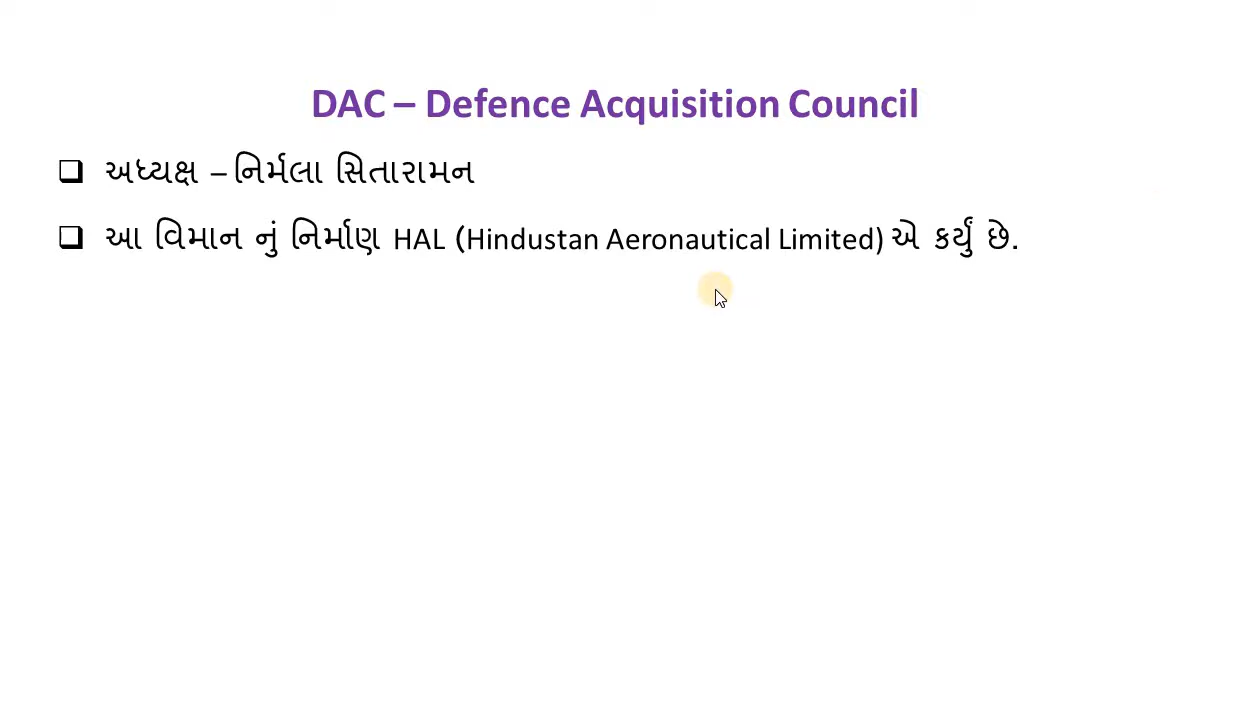 DAC – Defence Acquisition Council
❑ અધ્યક્ષ – નિર્મલા સિતારામન
❑ આ વિમાન નું નિર્માણ HAL (Hindustan Aeronautical Limited) એ કર્યું છે.